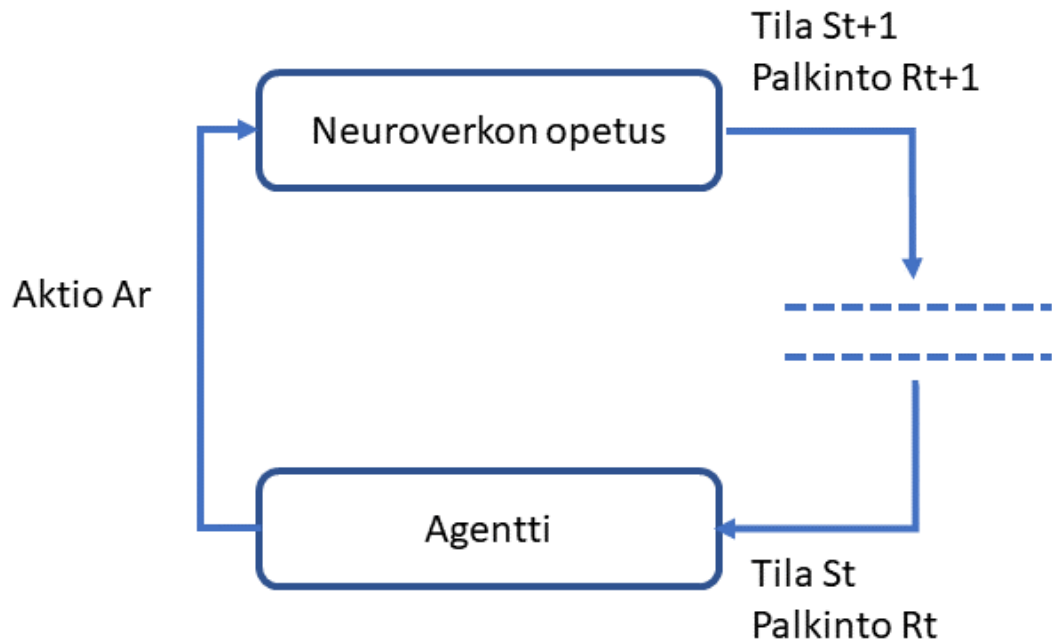 Tila St+1
Palkinto Rt+1
Neuroverkon opetus
Aktio Ar
Agentti
Tila St
Palkinto Rt